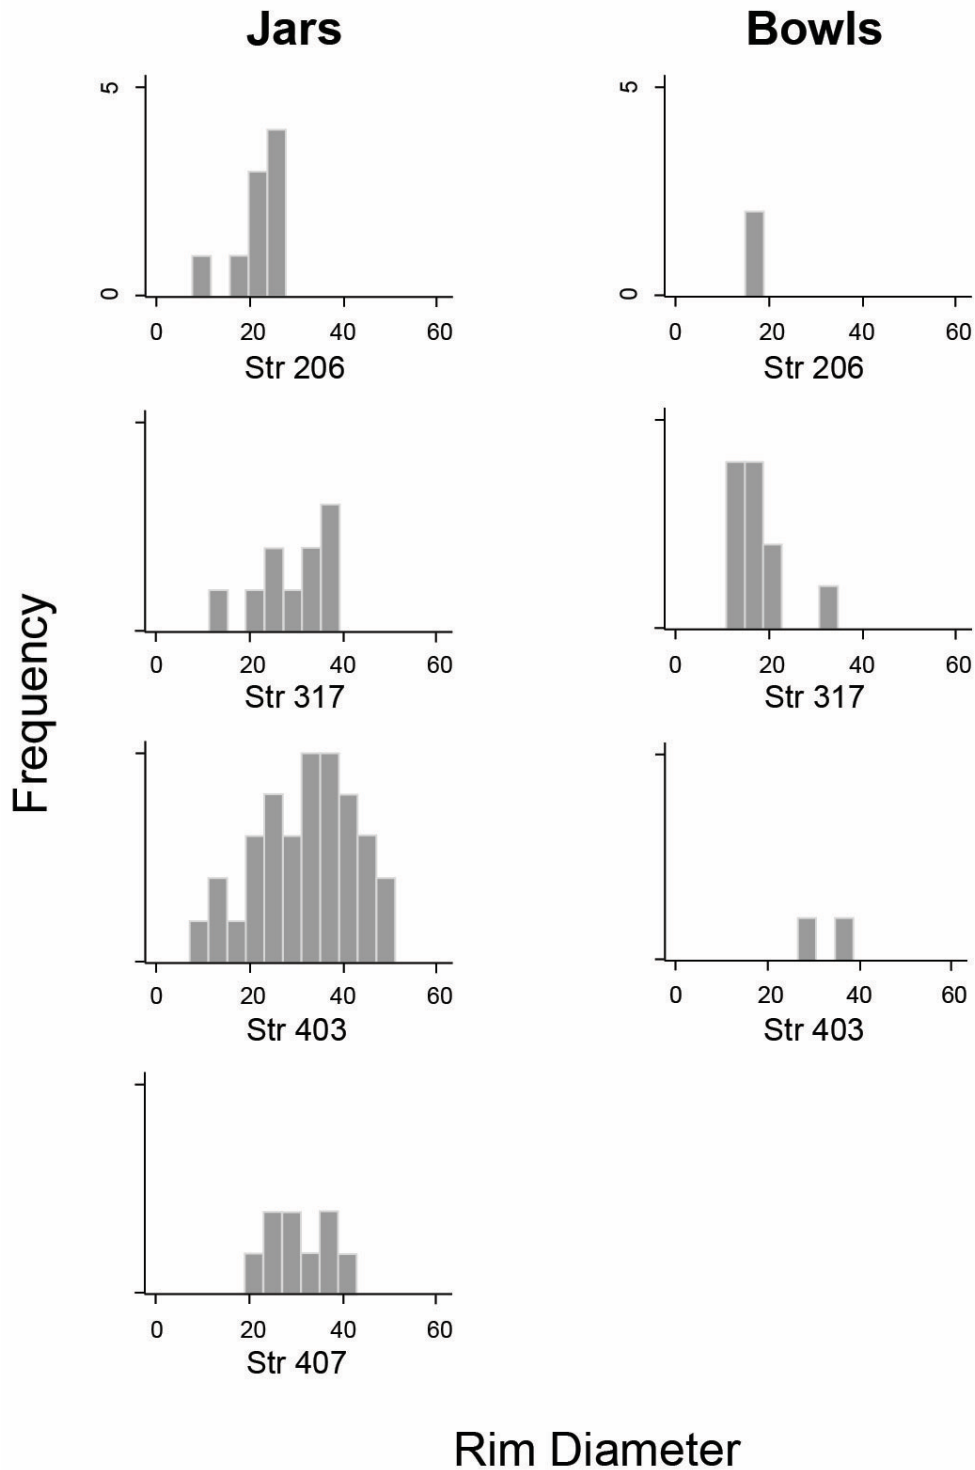 Jars Bowls
5 5
0 0
0 20 40 60 0 20 40 60
Str 206 Str 206
0 20 40 60 0 20 40 60
Str 317 Str 317
Frequency
0 20 40 60 0 20 40 60
Str 403 Str 403
0 20 40 60
Str 407
Rim Diameter